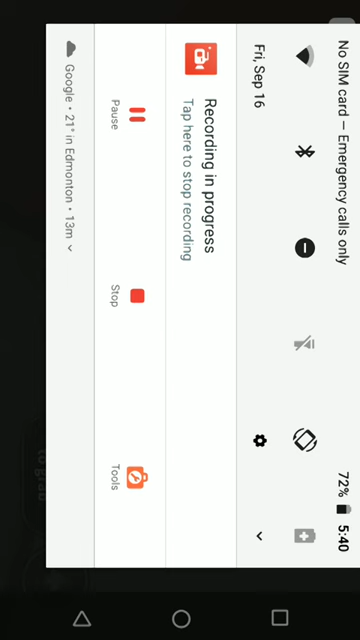 No SIM card — Emergency calls only
72%
5:40
Fri, Sep 16
Recording in progress
Tap here to stop recording
Pause
Stop
Tools
Google • 21° in Edmonton • 13m